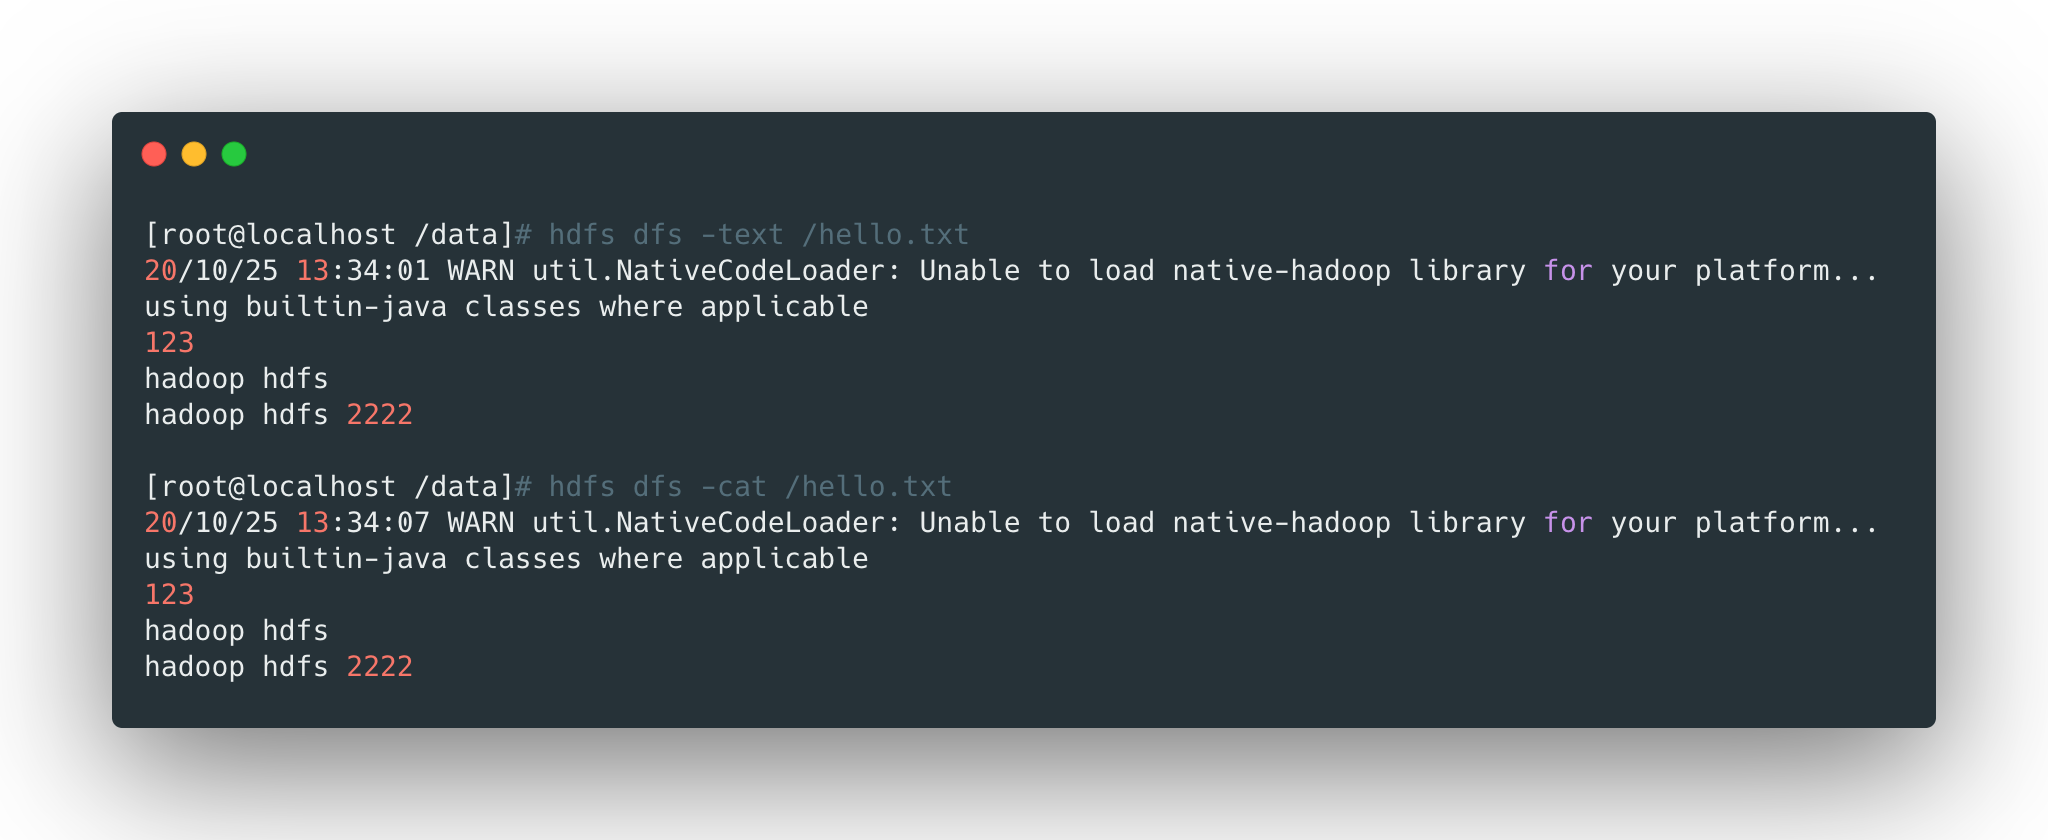 [root@localhost /data]# hdfs dfs -text /hello.txt
20/10/25 13:34:01 WARN util.NativeCodeLoader: Unable to load native-hadoop library for your platform...
using builtin-java classes where applicable
123
hadoop hdfs
hadoop hdfs 2222
[root@localhost /data]# hdfs dfs -cat /hello.txt
20/10/25 13:34:07 WARN util.NativeCodeLoader: Unable to load native-hadoop library for your platform...
using builtin-java classes where applicable
123
hadoop hdfs
hadoop hdfs 2222